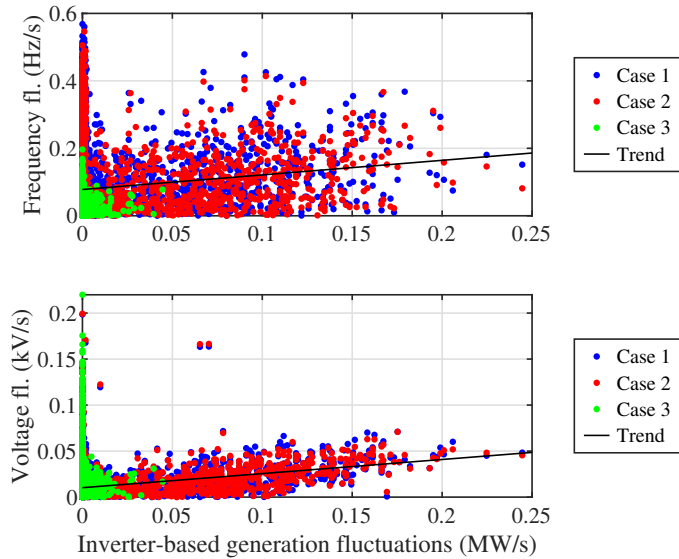 Frequency fl. (Hz/s)
0.6
0.4
0.2
0
0
0.05
0.1
0.15
0.2
0.25
Case 1
Case 2
Case 3
Trend
Voltage fl. (kV/s)
0.2
0.15
0.1
0.05
0
0
0.05
0.1
0.15
0.2
0.25
Inverter-based generation fluctuations (MW/s)
Case 1
Case 2
Case 3
Trend